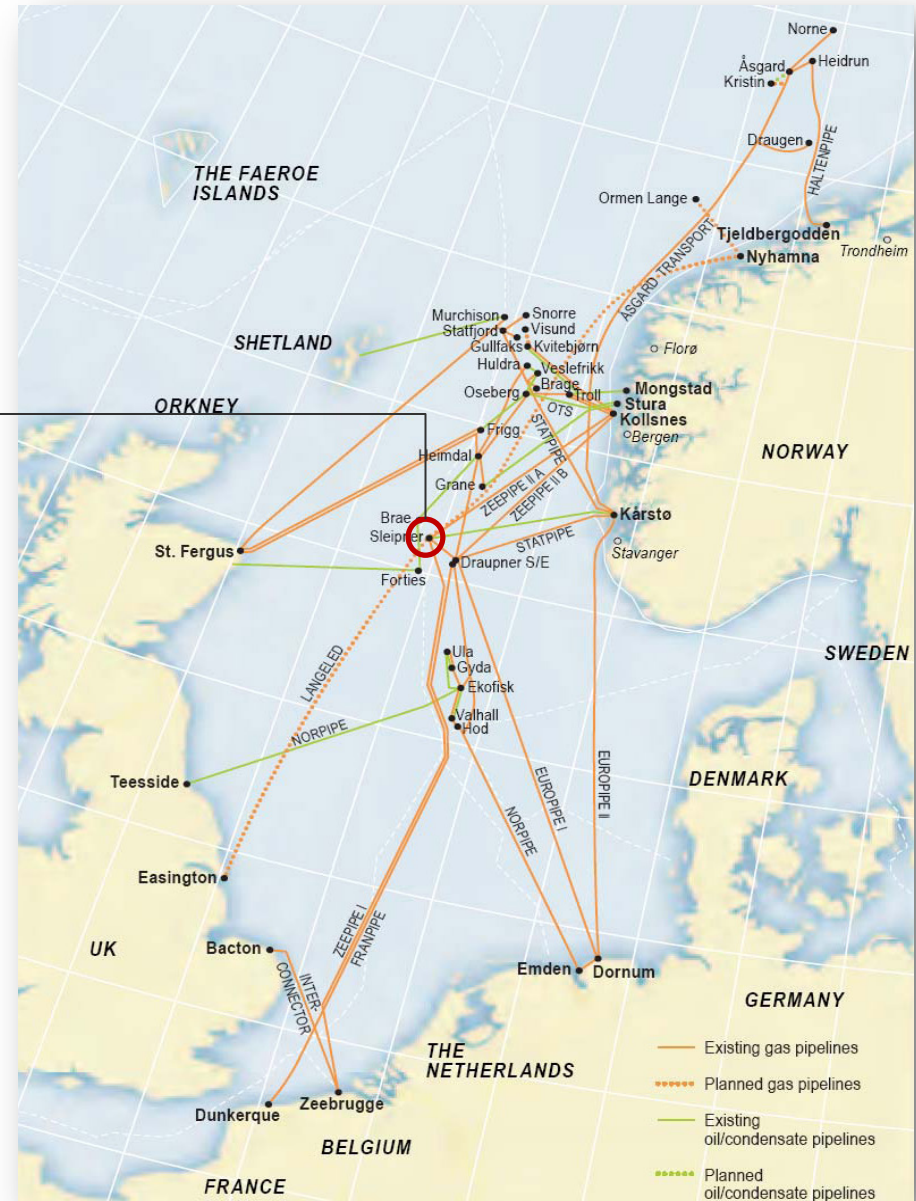 Norne
Åsgard
Heidrun
Kristin
Draugen
HALTENPIPE
THE FAEROE
ISLANDS
Ormen Lange
Tjeldbergodden
Trondheim
Nyhamna
ÅSGARD TRANSPORT
Murchison
Snorre
Statfjord
Visund
SHETLAND
Gullfaks
Kvitebjørn
Florø
Huldra
Veslefrikk
Brage
Mongstad
Oseberg
Troll
Stura
ORKNEY
OTS
Kollsnes
Frigg
STATPIPE
Bergen
NORWAY
Heimdal
Grane
ZEEPIPE II A
ZEEPIPE II B
Brae
Kårstø
Sleipner
STATPIPE
Stavanger
St. Fergus
Draupner S/E
Forties
Ula
SWEDEN
Gyda
LANGELED
Ekofisk
Valhall
NORPIPE
Hod
Teesside
DENMARK
EUROPIPE I
EUROPIPE II
NORPIPE
Easington
ZEEPIPE I
FRANPIPE
UK
Bacton
INTER-
CONNECTOR
Emden
Dornum
GERMANY
Existing gas pipelines
THE
NETHERLANDS
Planned gas pipelines
Dunkerque
Zeebrugge
Existing
oil/condensate pipelines
BELGIUM
FRANCE
Planned
oil/condensate pipelines